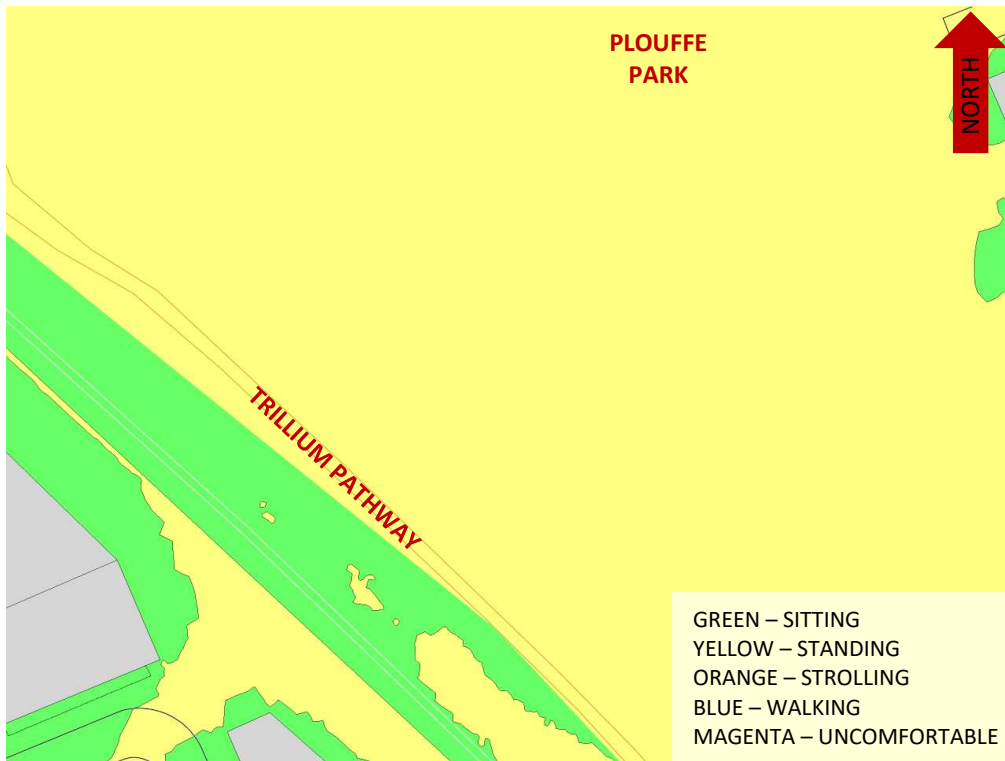 PLOUFFE
PARK
NORTH
TRILLIUM PATHWAY
GREEN – SITTING
YELLOW – STANDING
ORANGE – STROLLING
BLUE – WALKING
MAGENTA – UNCOMFORTABLE